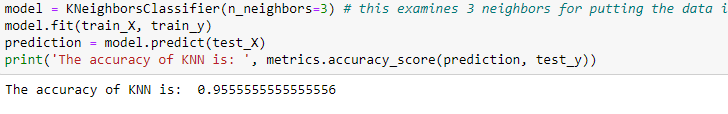 model = KNeighborsClassifier(n_neighbors=3) # this examines 3 neighbors for putting the data i
model.fit(train_X, train_y)
prediction = model.predict(test_X)
print('The accuracy of KNN is: ', metrics.accuracy_score(prediction, test_y))
The accuracy of KNN is:  0.9555555555555556